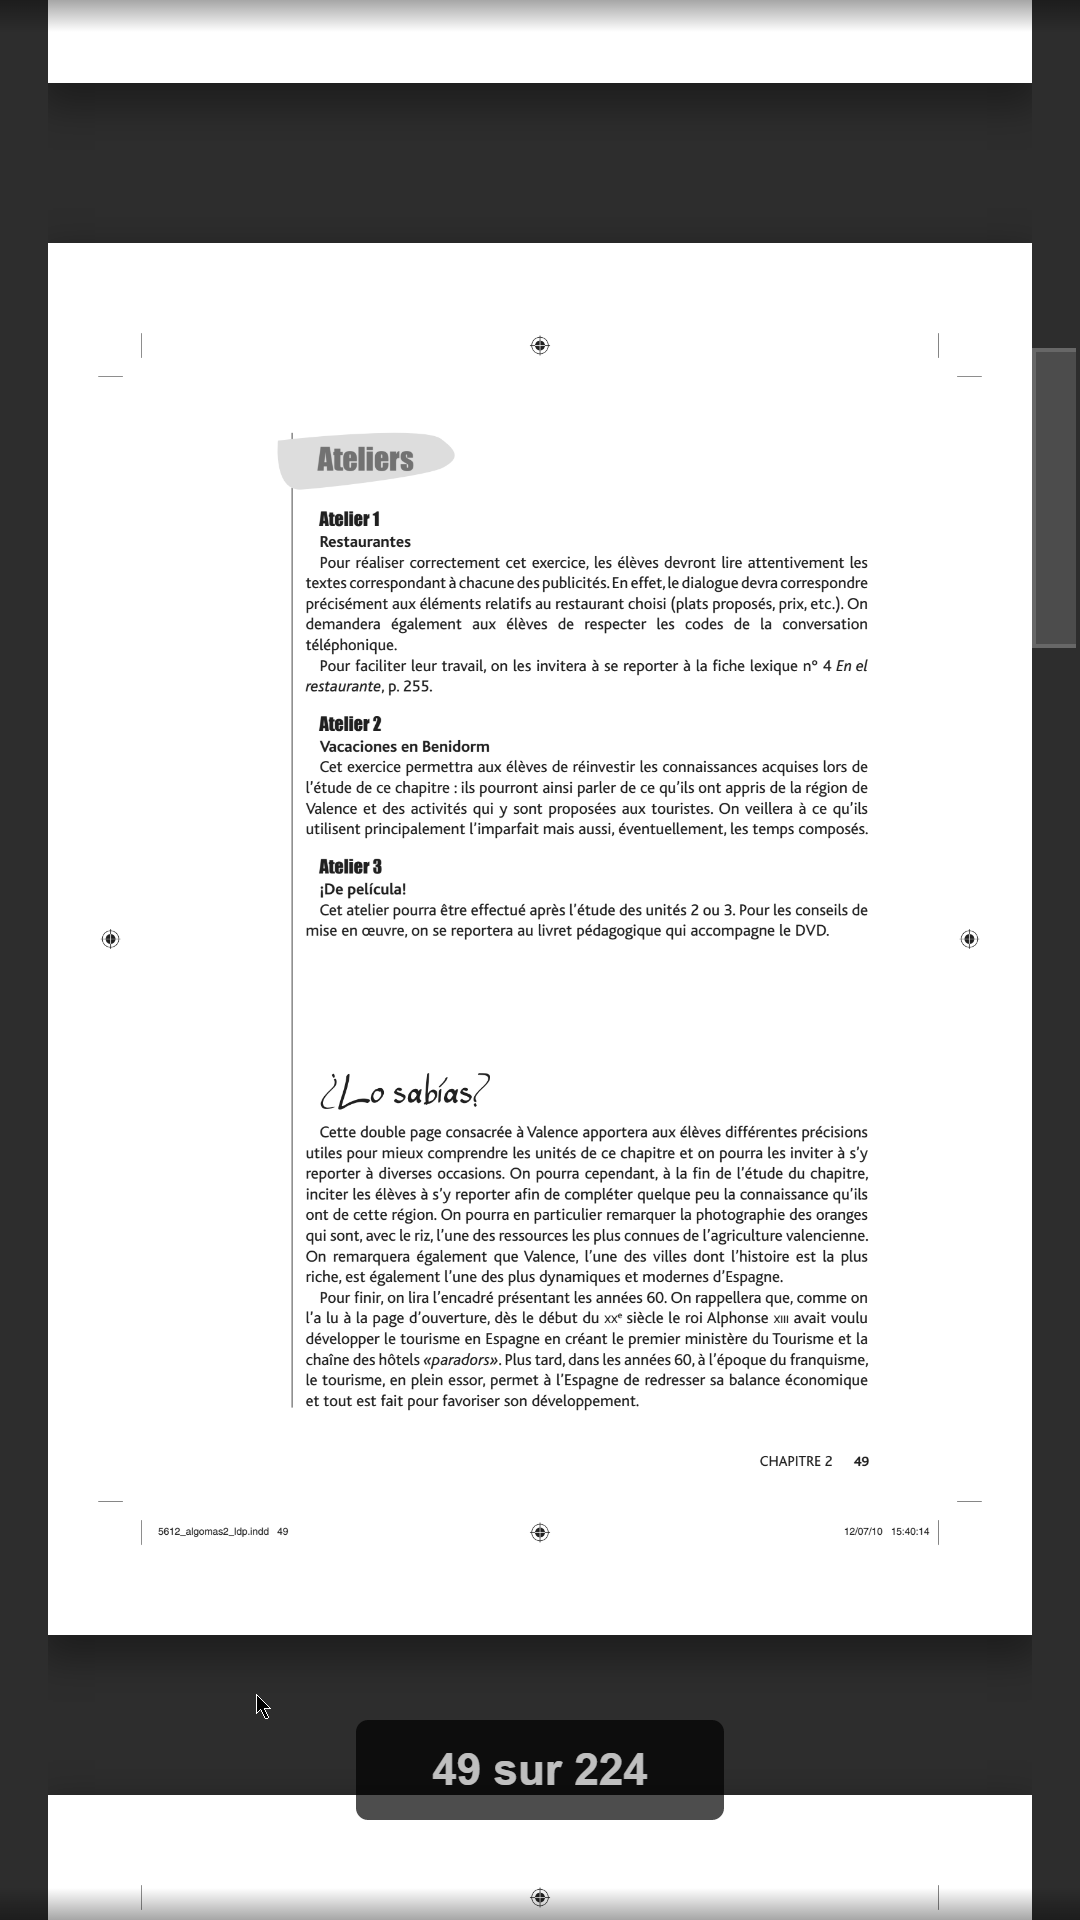 Ateliers
Atelier 1
Restaurantes
Pour réaliser correctement cet exercice, les élèves devront lire attentivement les
textes correspondant à chacune des publicités. En effet, le dialogue devra correspondre
précisément aux éléments relatifs au restaurant choisi (plats proposés, prix, etc.). On
demandera également aux élèves de respecter les codes de la conversation
téléphonique.
Pour faciliter leur travail, on les invitera à se reporter à la fiche lexique nº 4 En el
restaurante, p. 255.
Atelier 2
Vacaciones en Benidorm
Cet exercice permettra aux élèves de réinvestir les connaissances acquises lors de
l'étude de ce chapitre : ils pourront ainsi parler de ce qu'ils ont appris de la région de
Valence et des activités qui y sont proposées aux touristes. On veillera à ce qu'ils
utilisent principalement l'imparfait mais aussi, éventuellement, les temps composés.
Atelier 3
¡De película!
Cet atelier pourra être effectué après l'étude des unités 2 ou 3. Pour les conseils de
mise en œuvre, on se reportera au livret pédagogique qui accompagne le DVD.
¿Lo sabías?
Cette double page consacrée à Valence apportera aux élèves différentes précisions
utiles pour mieux comprendre les unités de ce chapitre et on pourra les inviter à s'y
reporter à diverses occasions. On pourra cependant, à la fin de l'étude du chapitre,
inciter les élèves à s'y reporter afin de compléter quelque peu la connaissance qu'ils
ont de cette région. On pourra en particulier remarquer la photographie des oranges
qui sont, avec le riz, l'une des ressources les plus connues de l'agriculture valencienne.
On remarquera également que Valence, l'une des villes dont l'histoire est la plus
riche, est également l'une des plus dynamiques et modernes d'Espagne.
Pour finir, on lira l'encadré présentant les années 60. On rappellera que, comme on
l'a lu à la page d'ouverture, dès le début du XXe siècle le roi Alphonse XIII avait voulu
développer le tourisme en Espagne en créant le premier ministère du Tourisme et la
chaîne des hôtels «paradors». Plus tard, dans les années 60, à l'époque du franquisme,
le tourisme, en plein essor, permet à l'Espagne de redresser sa balance économique
et tout est fait pour favoriser son développement.
CHAPITRE 2 49
5612_algomas2_ldp.indd 49 12/07/10 15:40:14
49 sur 224